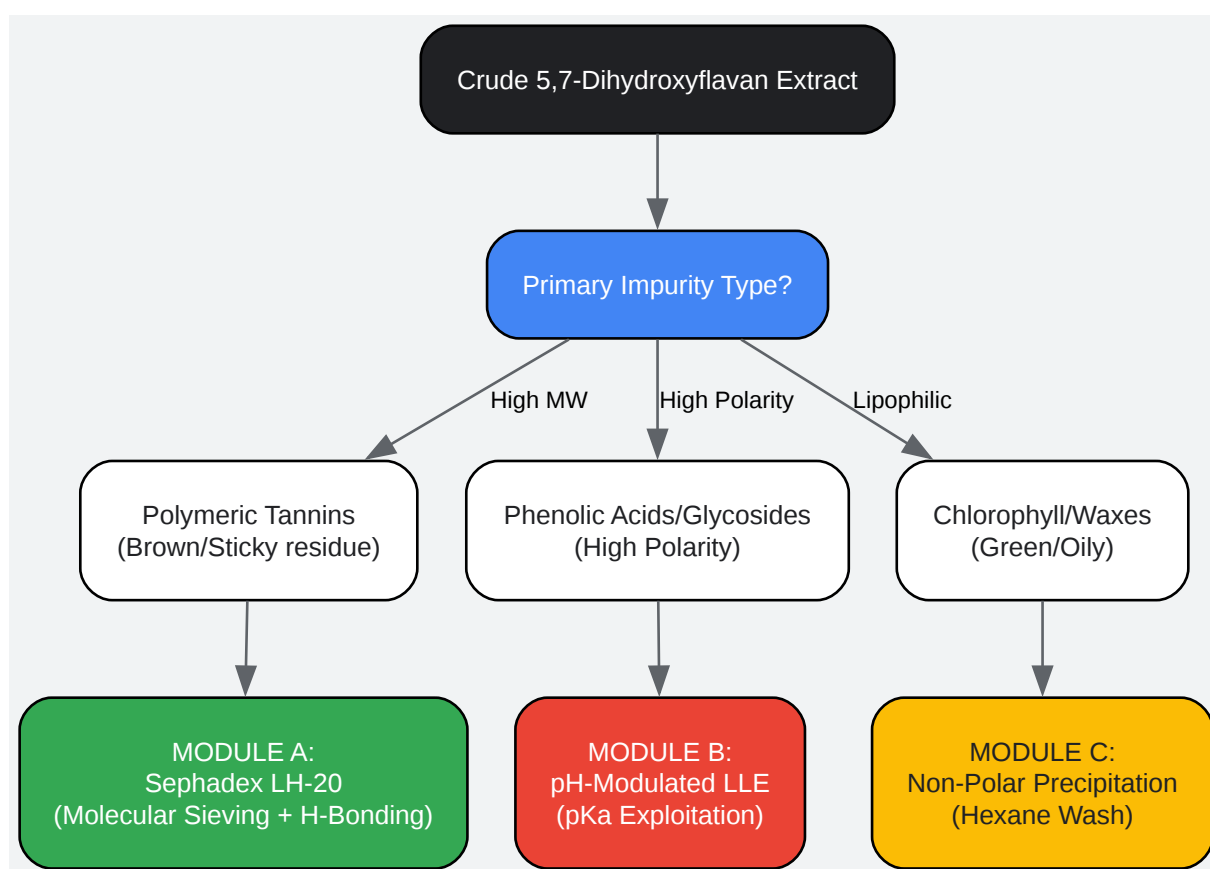 Crude 5,7-Dihydroxyflavan Extract
Primary Impurity Type?
High MW
High Polarity
Lipophilic
Polymeric Tannins
(Brown/Sticky residue)
Phenolic Acids/Glycosides
(High Polarity)
Chlorophyll/Waxes
(Green/Oily)
MODULE A:
Sephadex LH-20
(Molecular Sieving + H-Bonding)
MODULE B:
pH-Modulated LLE
(pKa Exploitation)
MODULE C:
Non-Polar Precipitation
(Hexane Wash)